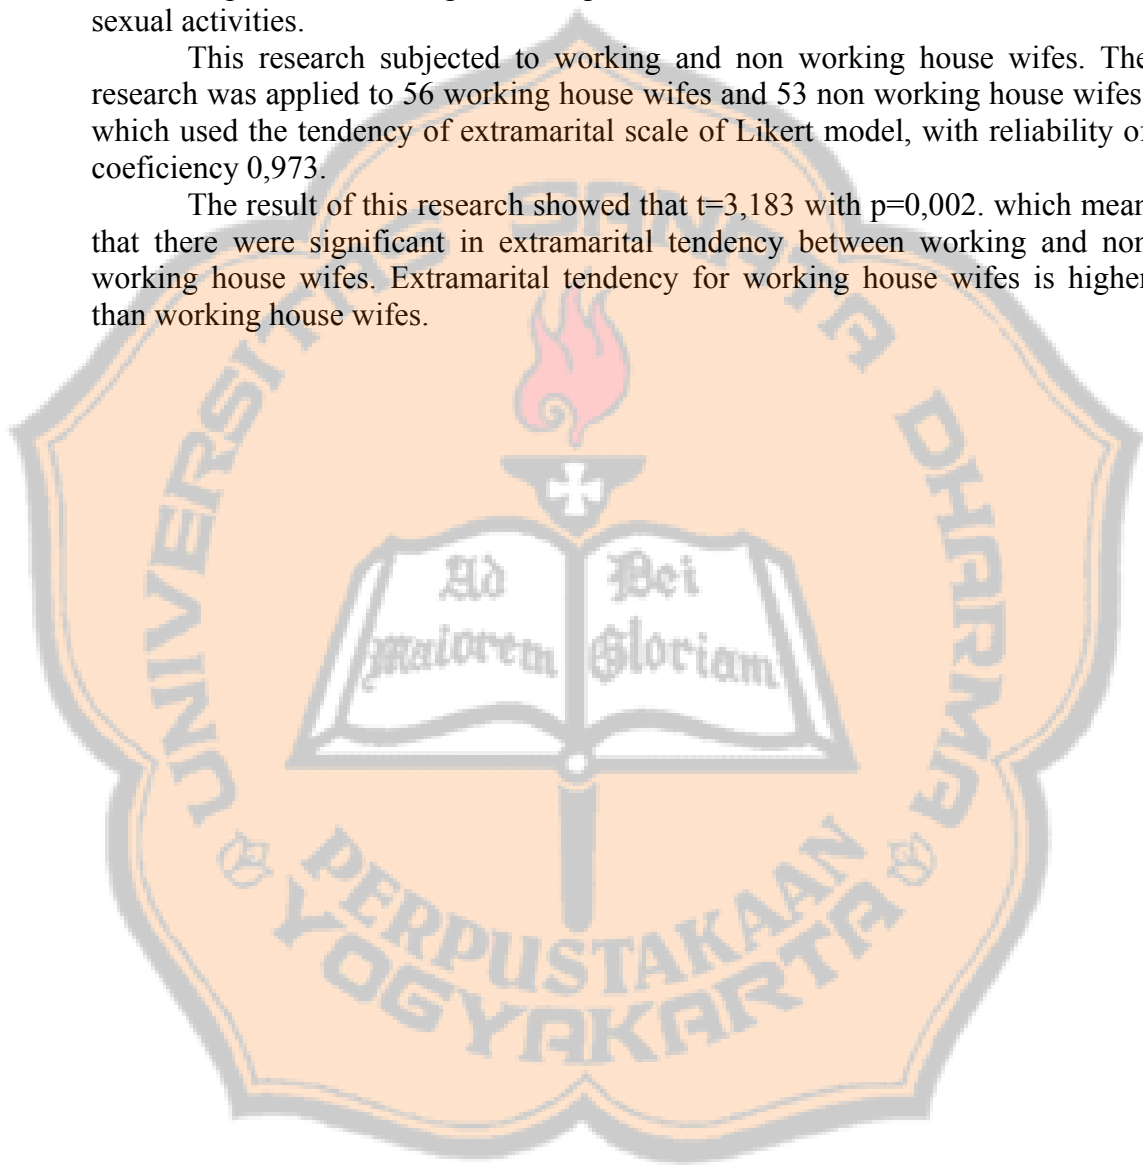 sexual activities.
This research subjected to working and non working house wifes. The
research was applied to 56 working house wifes and 53 non working house wifes
which used the tendency of extramarital scale of Likert model, with reliability of
coeficiency 0,973.
The result of this research showed that t=3,183 with p=0,002. which mean
that there were significant in extramarital tendency between working and non
working house wifes. Extramarital tendency for working house wifes is higher
than working house wifes.
UNIVERSITAS SANATA DHARMA
Ad Maiorem
Dei Gloriam
PERPUSTAKAAN
YOGYAKARTA